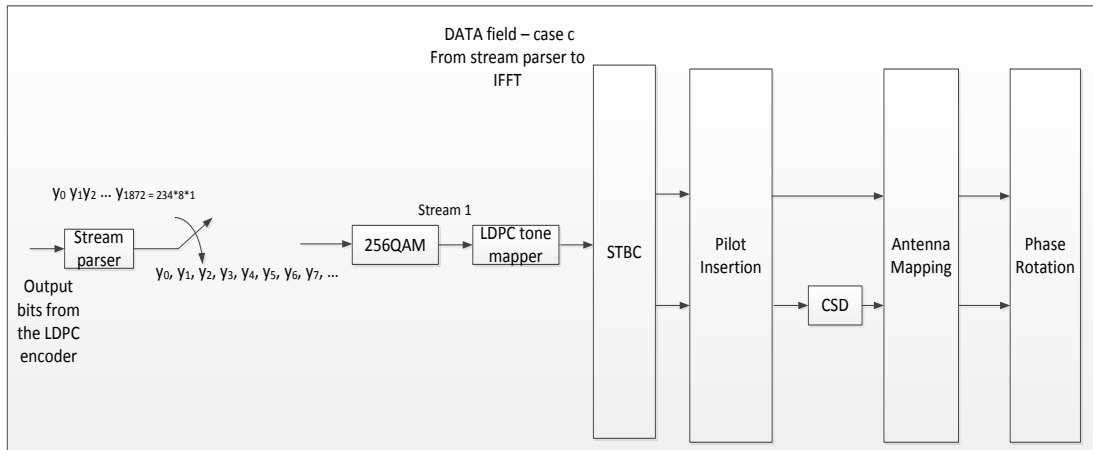 DATA field – case c
From stream parser to
IFFT
y0 y1y2 ... y1872 = 234*8*1
Stream
parser
y0, y1, y2, y3, y4, y5, y6, y7, ...
Output
bits from
the LDPC
encoder
256QAM
Stream 1
LDPC tone
mapper
STBC
Pilot
Insertion
CSD
Antenna
Mapping
Phase
Rotation